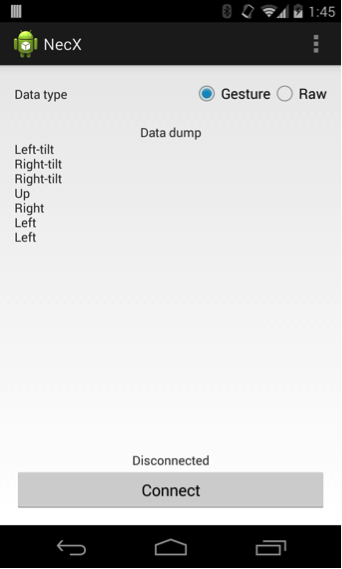 1:45
NecX
Data type Gesture Raw
Data dump
Left-tilt
Right-tilt
Right-tilt
Up
Right
Left
Left
Disconnected
Connect